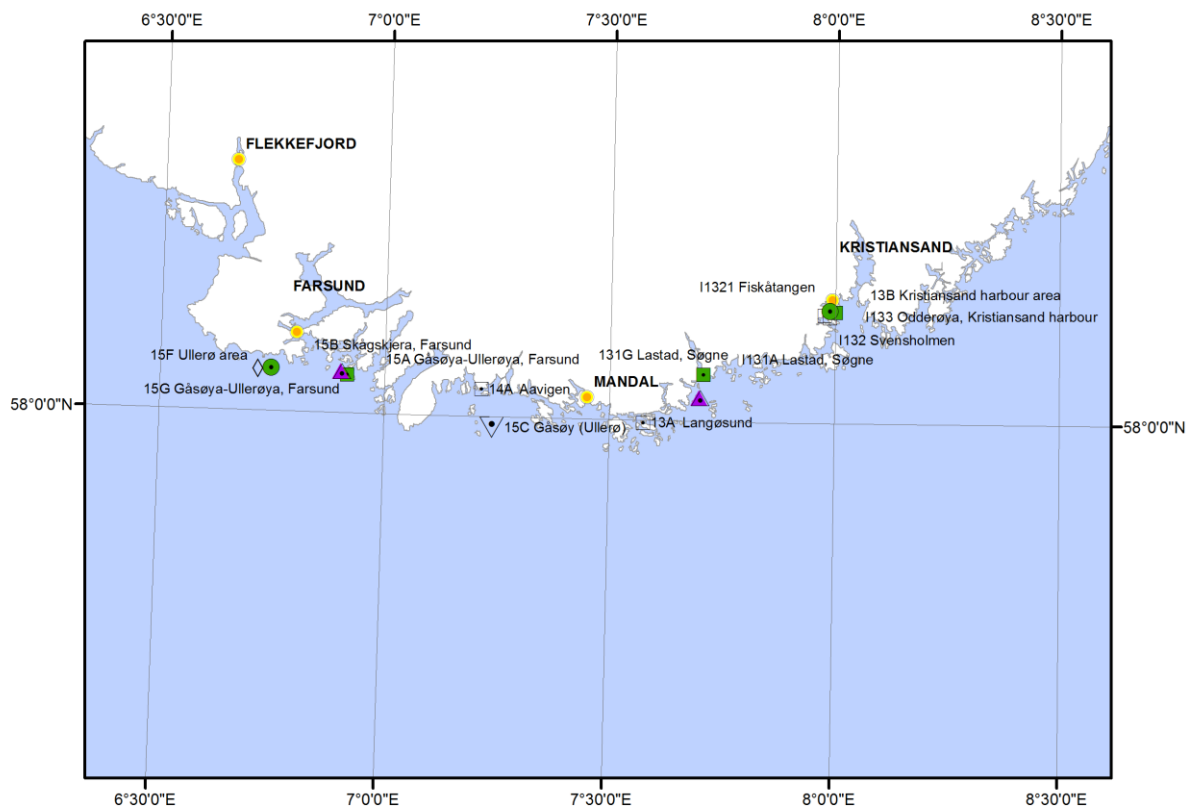 6°30'0"E
7°0'0"E
7°30'0"E
8°0'0"E
8°30'0"E
FLEKKEFJORD
KRISTIANSAND
FARSUND
I1321 Fiskåtangen
13B Kristiansand harbour area
I133 Odderøya, Kristiansand harbour
I132 Svensholmen
15B Skågskjera, Farsund
15F Ullerø area
15A Gåsøya-Ullerøya, Farsund
131G Lastad, Søgne
I131A Lastad, Søgne
15G Gåsøya-Ullerøya, Farsund
14A Aavigen
MANDAL
58°0'0"N
15C Gåsøy (Ullerø)
13A Langøsund
58°0'0"N
6°30'0"E
7°0'0"E
7°30'0"E
8°0'0"E
8°30'0"E